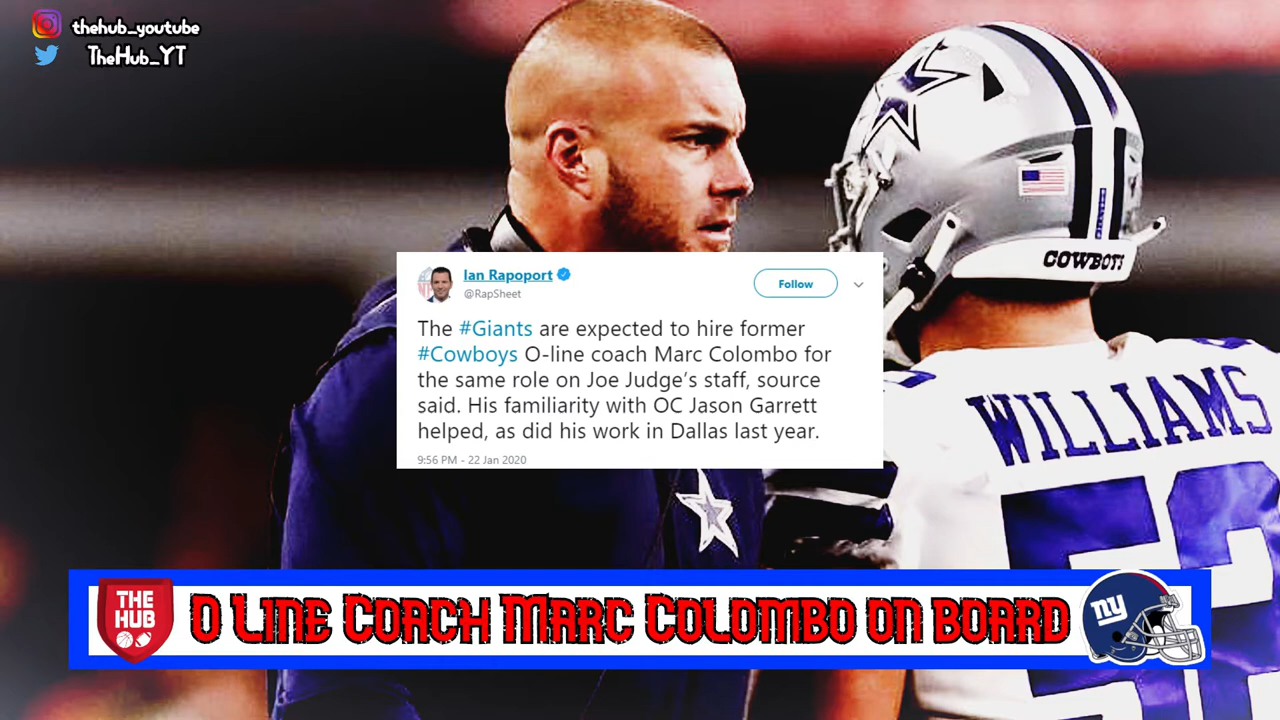 thehub_youtube
TheHub_YT
COWBOYS
Ian Rapoport
@RapSheet
Follow
The #Giants are expected to hire former
#Cowboys O-line coach Marc Colombo for
the same role on Joe Judge's staff, source
said. His familiarity with OC Jason Garrett
helped, as did his work in Dallas last year.
9:56 PM - 22 Jan 2020
WILLIAMS
52
THE
HUB
O Line Coach Marc Colombo on board
ny